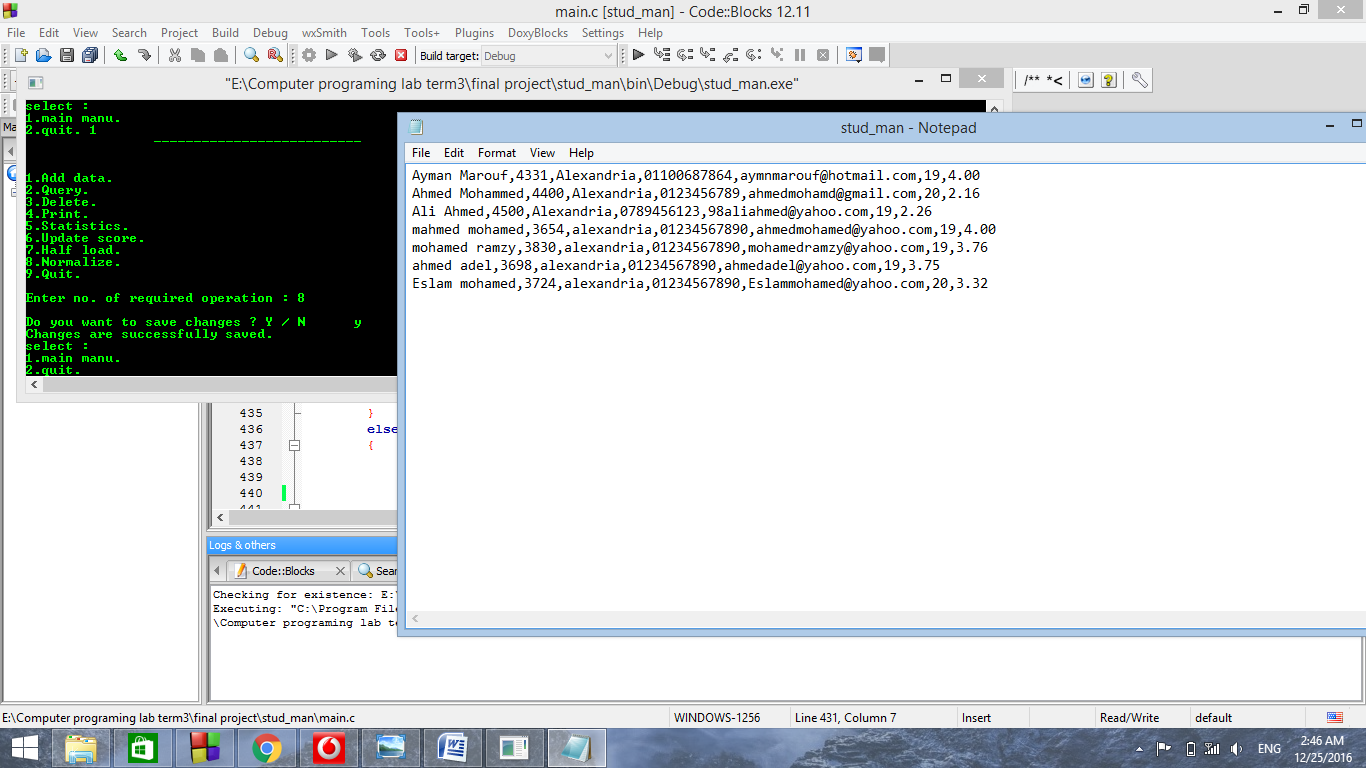 main.c [stud_man] - Code::Blocks 12.11
File Edit View Search Project Build Debug wxSmith Tools Tools+ Plugins DoxyBlocks Settings Help
Build target: Debug
"E:\Computer programing lab term3\final project\stud_man\bin\Debug\stud_man.exe"
/** *<
select :
1.main manu.
2.quit. 1
__________________________
1.Add data.
2.Query.
3.Delete.
4.Print.
5.Statistics.
6.Update score.
7.Half load.
8.Normalize.
9.Quit.
Enter no. of required operation : 8
Do you want to save changes ? Y / N y
Changes are successfully saved.
select :
1.main manu.
2.quit.
stud_man - Notepad
File Edit Format View Help
Ayman Marouf,4331,Alexandria,01100687864,aymnmarouf@hotmail.com,19,4.00
Ahmed Mohammed,4400,Alexandria,0123456789,ahmedmohamd@gmail.com,20,2.16
Ali Ahmed,4500,Alexandria,0789456123,98aliahmed@yahoo.com,19,2.26
mahmed mohamed,3654,alexandria,01234567890,ahmedmohamed@yahoo.com,19,4.00
mohamed ramzy,3830,alexandria,01234567890,mohamedramzy@yahoo.com,19,3.76
ahmed adel,3698,alexandria,01234567890,ahmedadel@yahoo.com,19,3.75
Eslam mohamed,3724,alexandria,01234567890,Eslammohamed@yahoo.com,20,3.32
435 }
436 else
437 {
438
439
440
441
Logs & others
Code::Blocks
Checking for existence: E:\
Executing: "C:\Program
\Computer programing lab
E:\Computer programing lab term3\final project\stud_man\main.c WINDOWS-1256 Line 431, Column 7 Insert Read/Write default
ENG 2:46 AM
12/25/2016